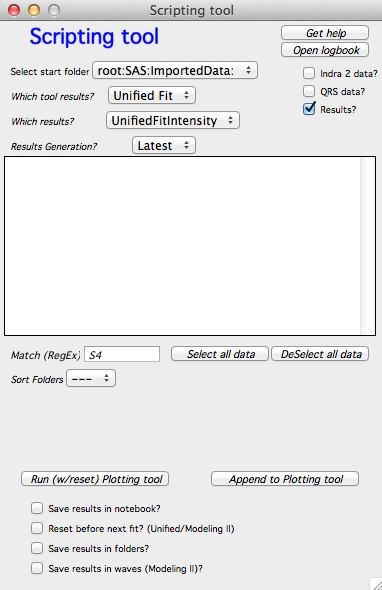 Scripting tool
Scripting tool
Get help
Open logbook
Select start folder root:SAS:ImportedData:
Indra 2 data?
Which tool results? Unified Fit
QRS data?
Which results? UnifiedFitIntensity
Results?
Results Generation? Latest
Match (RegEx) S4 Select all data DeSelect all data
Sort Folders ---
Run (w/reset) Plotting tool Append to Plotting tool
Save results in notebook?
Reset before next fit? (Unified/Modeling II)
Save results in folders?
Save results in waves (Modeling II)?